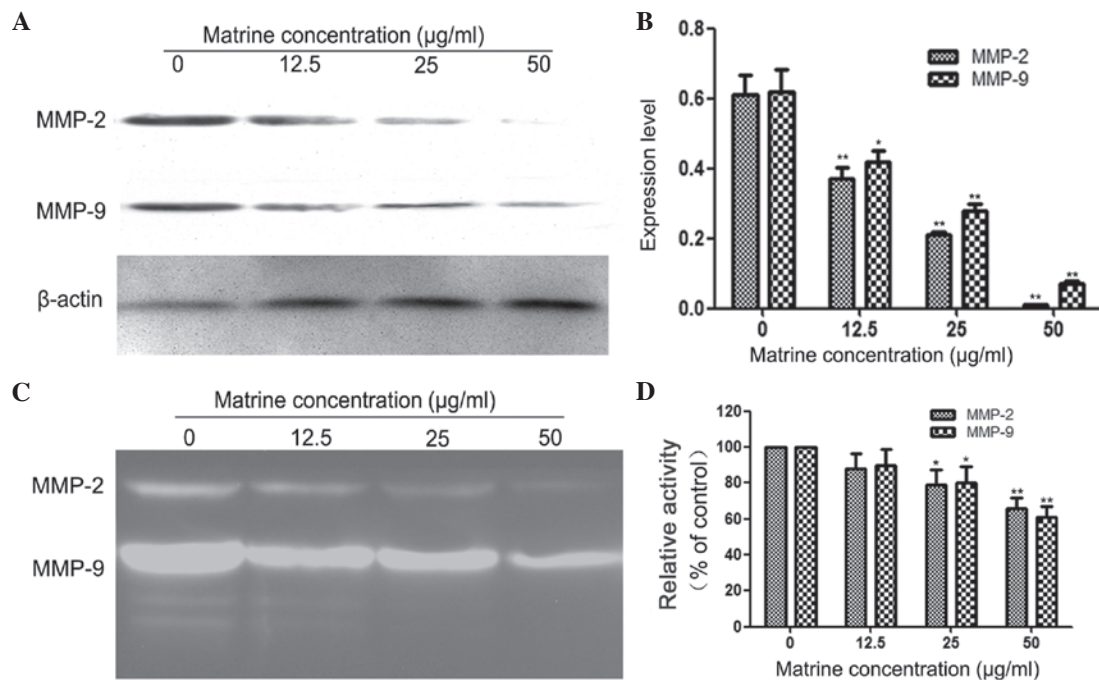 A
Matrine concentration (µg/ml)
0 12.5 25 50
MMP-2
MMP-9
β-actin
B
0.8
0.6
0.4
0.2
0.0
Expression level
MMP-2
MMP-9
** *
** **
** **
0 12.5 25 50
Matrine concentration (µg/ml)
C
Matrine concentration (µg/ml)
0 12.5 25 50
MMP-2
MMP-9
D
120
100
80
60
40
20
0
Relative activity
(% of control)
MMP-2
MMP-9
* *
** **
0 12.5 25 50
Matrine concentration (µg/ml)